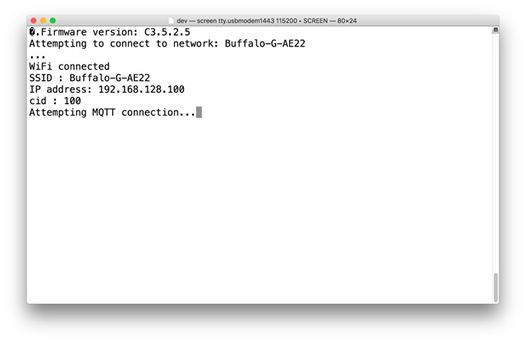 dev — screen tty.usbmodem1443 115200 • SCREEN — 80×24
�.Firmware version: C3.5.2.5
Attempting to connect to network: Buffalo-G-AE22
...
WiFi connected
SSID : Buffalo-G-AE22
IP address: 192.168.128.100
cid : 100
Attempting MQTT connection...